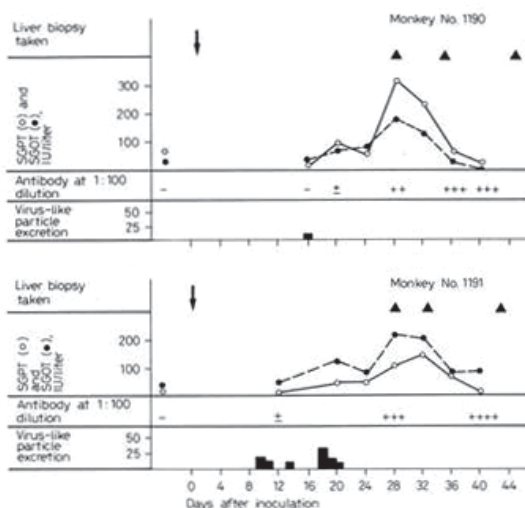 Liver biopsy
taken
Monkey No. 1190
SGPT (o) and
SGOT (●),
IU/liter
300
200
100
Antibody at 1:100
dilution
– – ± ++ +++ +++
Virus-like
particle
excretion
50
25
Liver biopsy
taken
Monkey No. 1191
SGPT (o)
and
SGOT (●),
IU/liter
200
100
Antibody at 1:100
dilution
– ± +++ ++++
Virus-like
particle
excretion
50
25
0 4 8 12 16 20 24 28 32 36 40 44
Days after inoculation